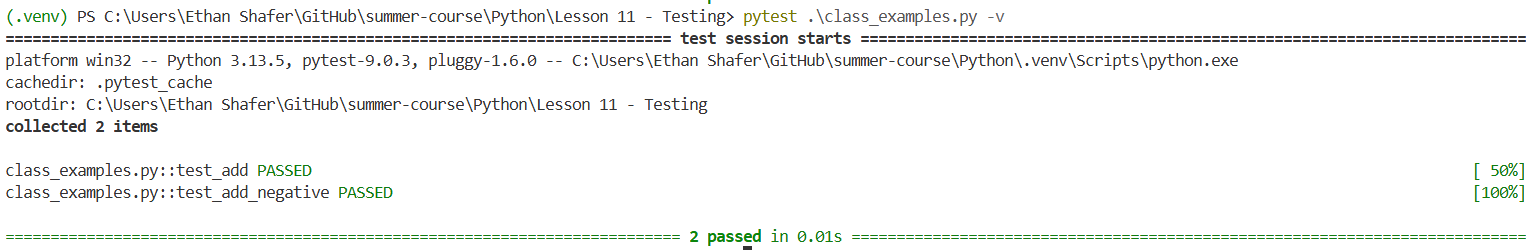 (.venv) PS C:\Users\Ethan Shafer\GitHub\summer-course\Python\Lesson 11 - Testing> pytest .\class_examples.py -v
========================================================================== test session starts ==========================================================================
platform win32 -- Python 3.13.5, pytest-9.0.3, pluggy-1.6.0 -- C:\Users\Ethan Shafer\GitHub\summer-course\Python\.venv\Scripts\python.exe
cachedir: .pytest_cache
rootdir: C:\Users\Ethan Shafer\GitHub\summer-course\Python\Lesson 11 - Testing
collected 2 items
class_examples.py::test_add PASSED [ 50%]
class_examples.py::test_add_negative PASSED [100%]
=========================================================================== 2 passed in 0.01s ===========================================================================